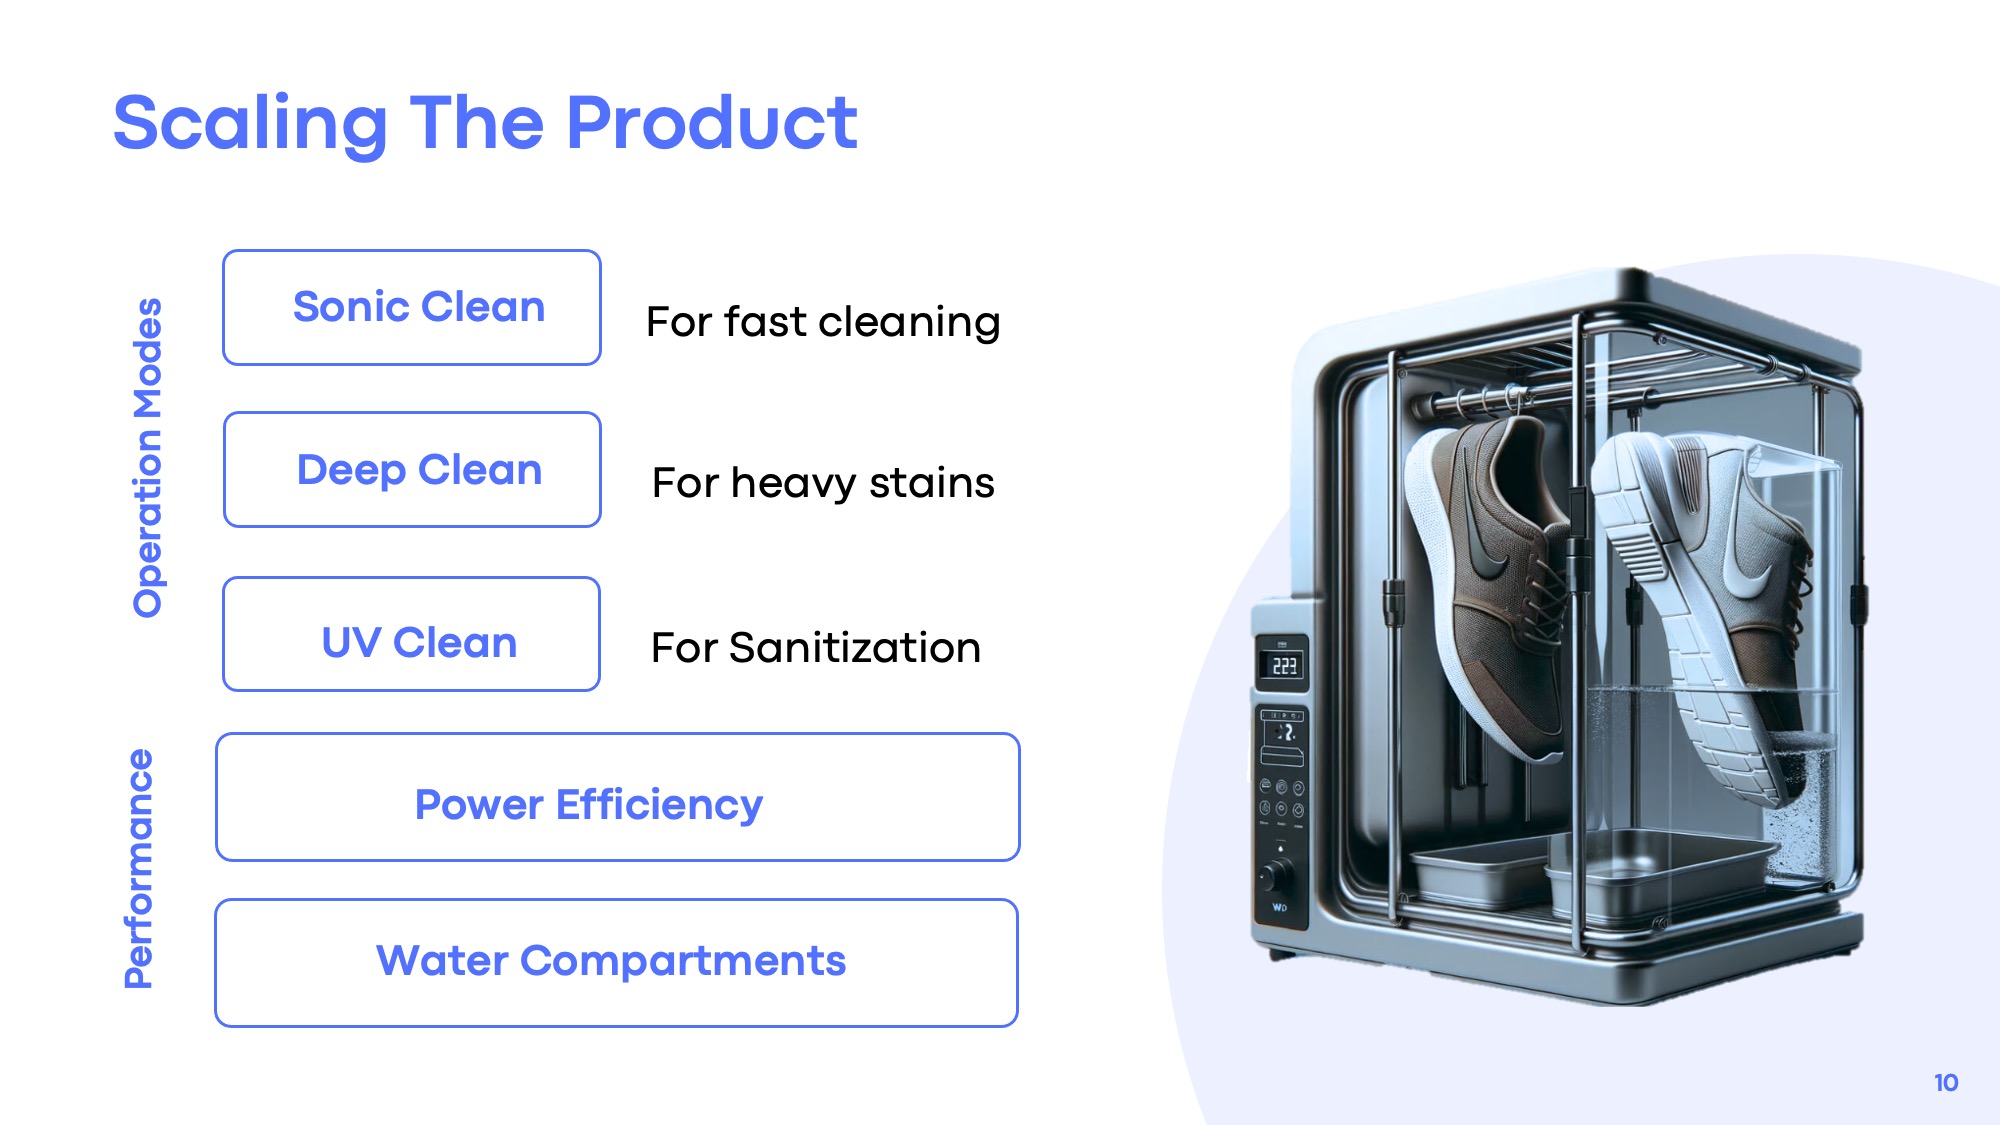 Scaling The Product
Operation Modes
Sonic Clean
For fast cleaning
Deep Clean
For heavy stains
UV Clean
For Sanitization
Performance
Power Efficiency
Water Compartments
223
2.
WD
10